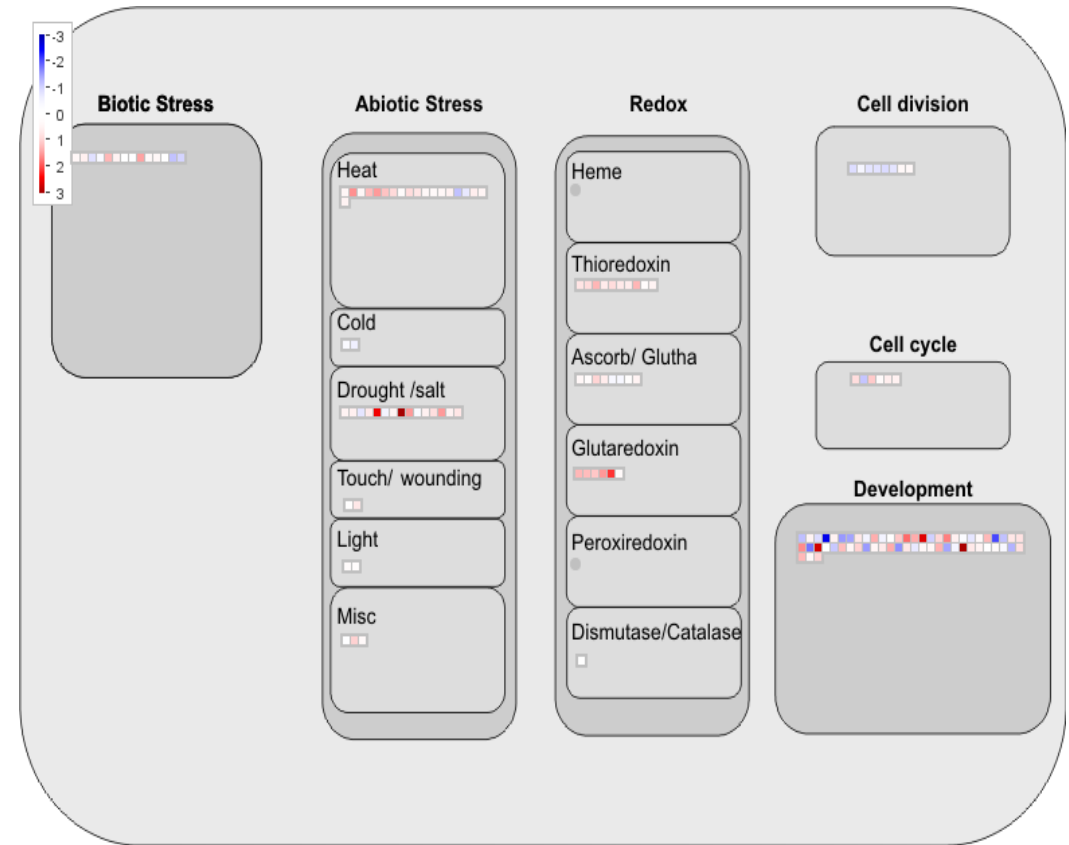 -3
-2
-1
0
1
2
3
Biotic Stress
Abiotic Stress
Redox
Cell division
Heat
Cold
Drought /salt
Touch/ wounding
Light
Misc
Heme
Thioredoxin
Ascorb/ Glutha
Glutaredoxin
Peroxiredoxin
Dismutase/Catalase
Cell cycle
Development